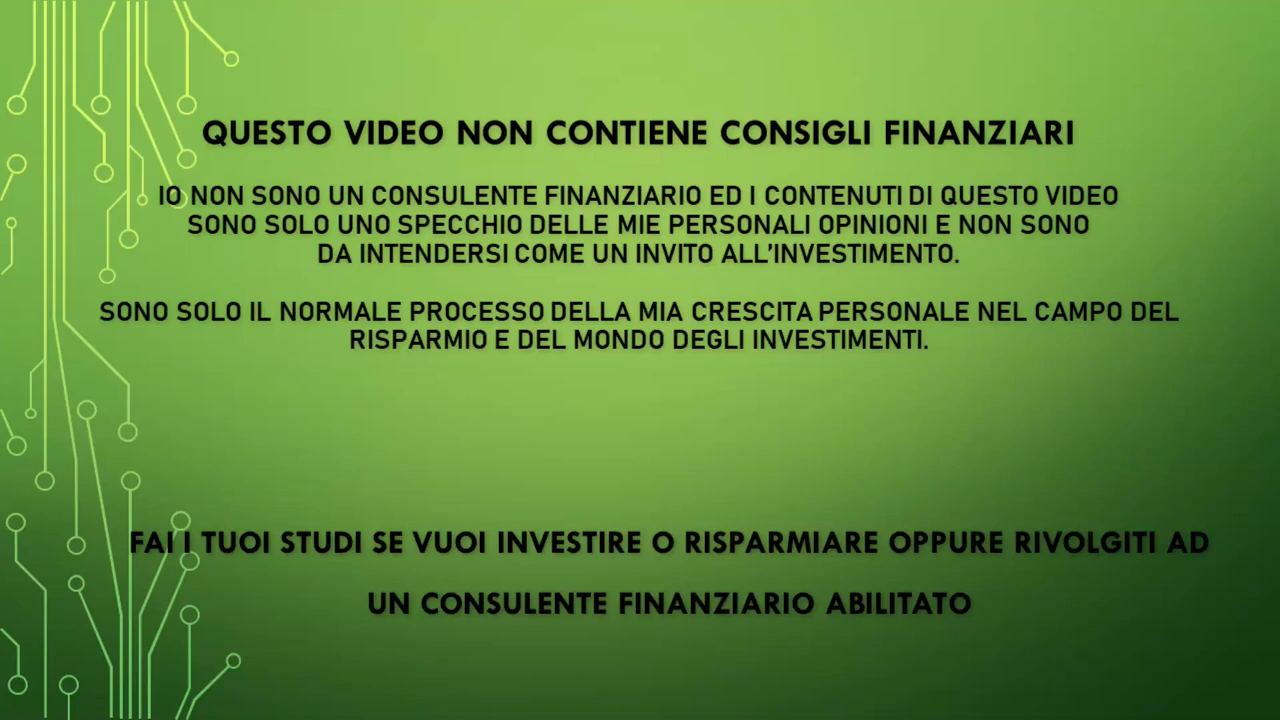 QUESTO VIDEO NON CONTIENE CONSIGLI FINANZIARI
IO NON SONO UN CONSULENTE FINANZIARIO ED I CONTENUTI DI QUESTO VIDEO
SONO SOLO UNO SPECCHIO DELLE MIE PERSONALI OPINIONI E NON SONO
DA INTENDERSI COME UN INVITO ALL'INVESTIMENTO.
SONO SOLO IL NORMALE PROCESSO DELLA MIA CRESCITA PERSONALE NEL CAMPO DEL
RISPARMIO E DEL MONDO DEGLI INVESTIMENTI.
FAI I TUOI STUDI SE VUOI INVESTIRE O RISPARMIARE OPPURE RIVOLGITI AD
UN CONSULENTE FINANZIARIO ABILITATO